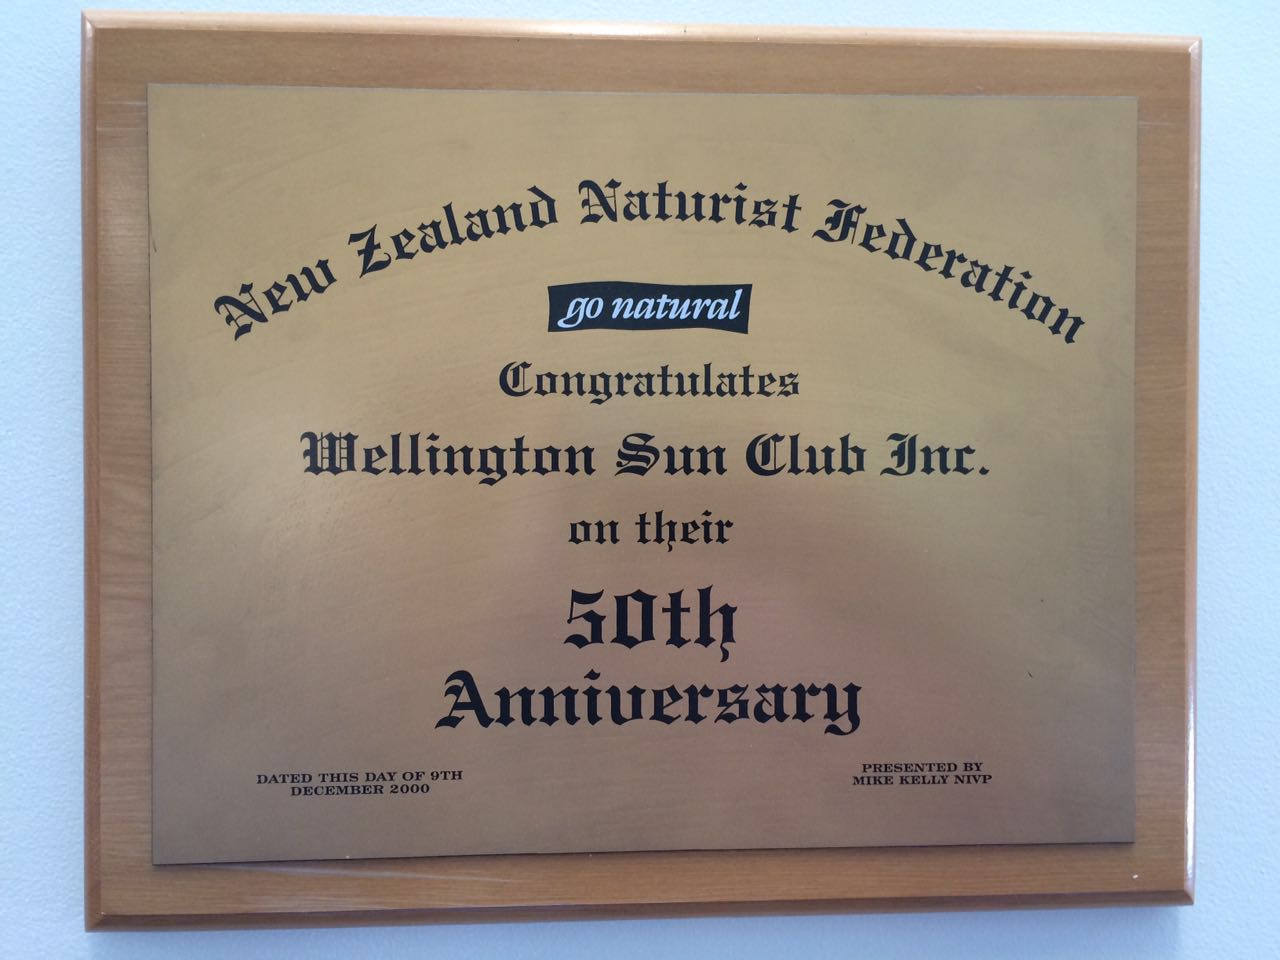 New Zealand Naturist Federation
go natural
Congratulates
Wellington Sun Club Inc.
on their
50th
Anniversary
DATED THIS DAY OF 9TH
DECEMBER 2000
PRESENTED BY
MIKE KELLY NIVP